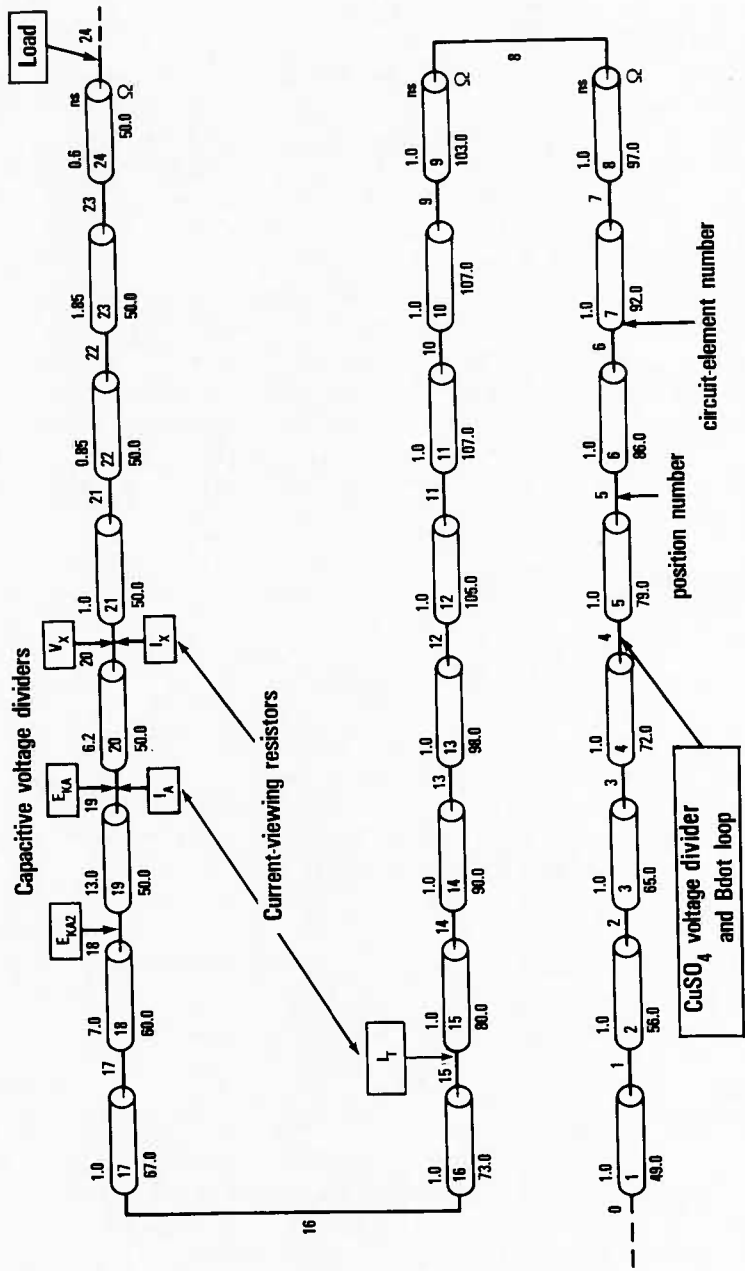 Load
Capacitive voltage dividers
E_KA2
E_KA
V_X
1.0 7.0 13.0 6.2 1.0 0.85 1.85 0.6 ns
17 17 18 18 19 19 20 20 21 21 22 22 23 23 24 24
67.0 60.0 50.0 50.0 50.0 50.0 50.0 50.0 Ω
I_A
I_X
Current-viewing resistors
16
I_T
1.0 1.0 1.0 1.0 1.0 1.0 1.0 1.0 ns
16 15 15 14 14 13 13 12 12 11 11 10 10 9 9
73.0 80.0 90.0 98.0 106.0 107.0 107.0 103.0 Ω
8
1.0 1.0 1.0 1.0 1.0 1.0 1.0 1.0 ns
0 1 1 2 2 3 3 4 4 5 5 6 6 7 7 8
49.0 56.0 65.0 72.0 79.0 86.0 92.0 97.0 Ω
CuSO4 voltage divider
and Bdot loop
position number
circuit-element number